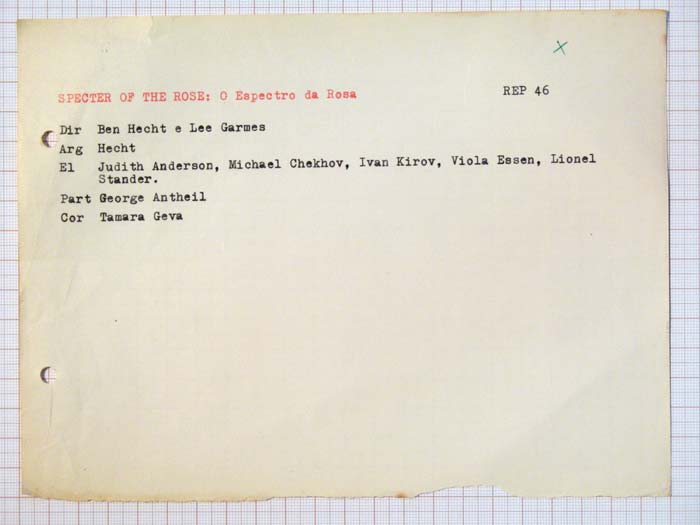 X
SPECTER OF THE ROSE: O Espectro da Rosa REP 46
Dir Ben Hecht e Lee Garmes
Arg Hecht
El Judith Anderson, Michael Chekhov, Ivan Kirov, Viola Essen, Lionel
Stander.
Part George Antheil
Cor Tamara Geva